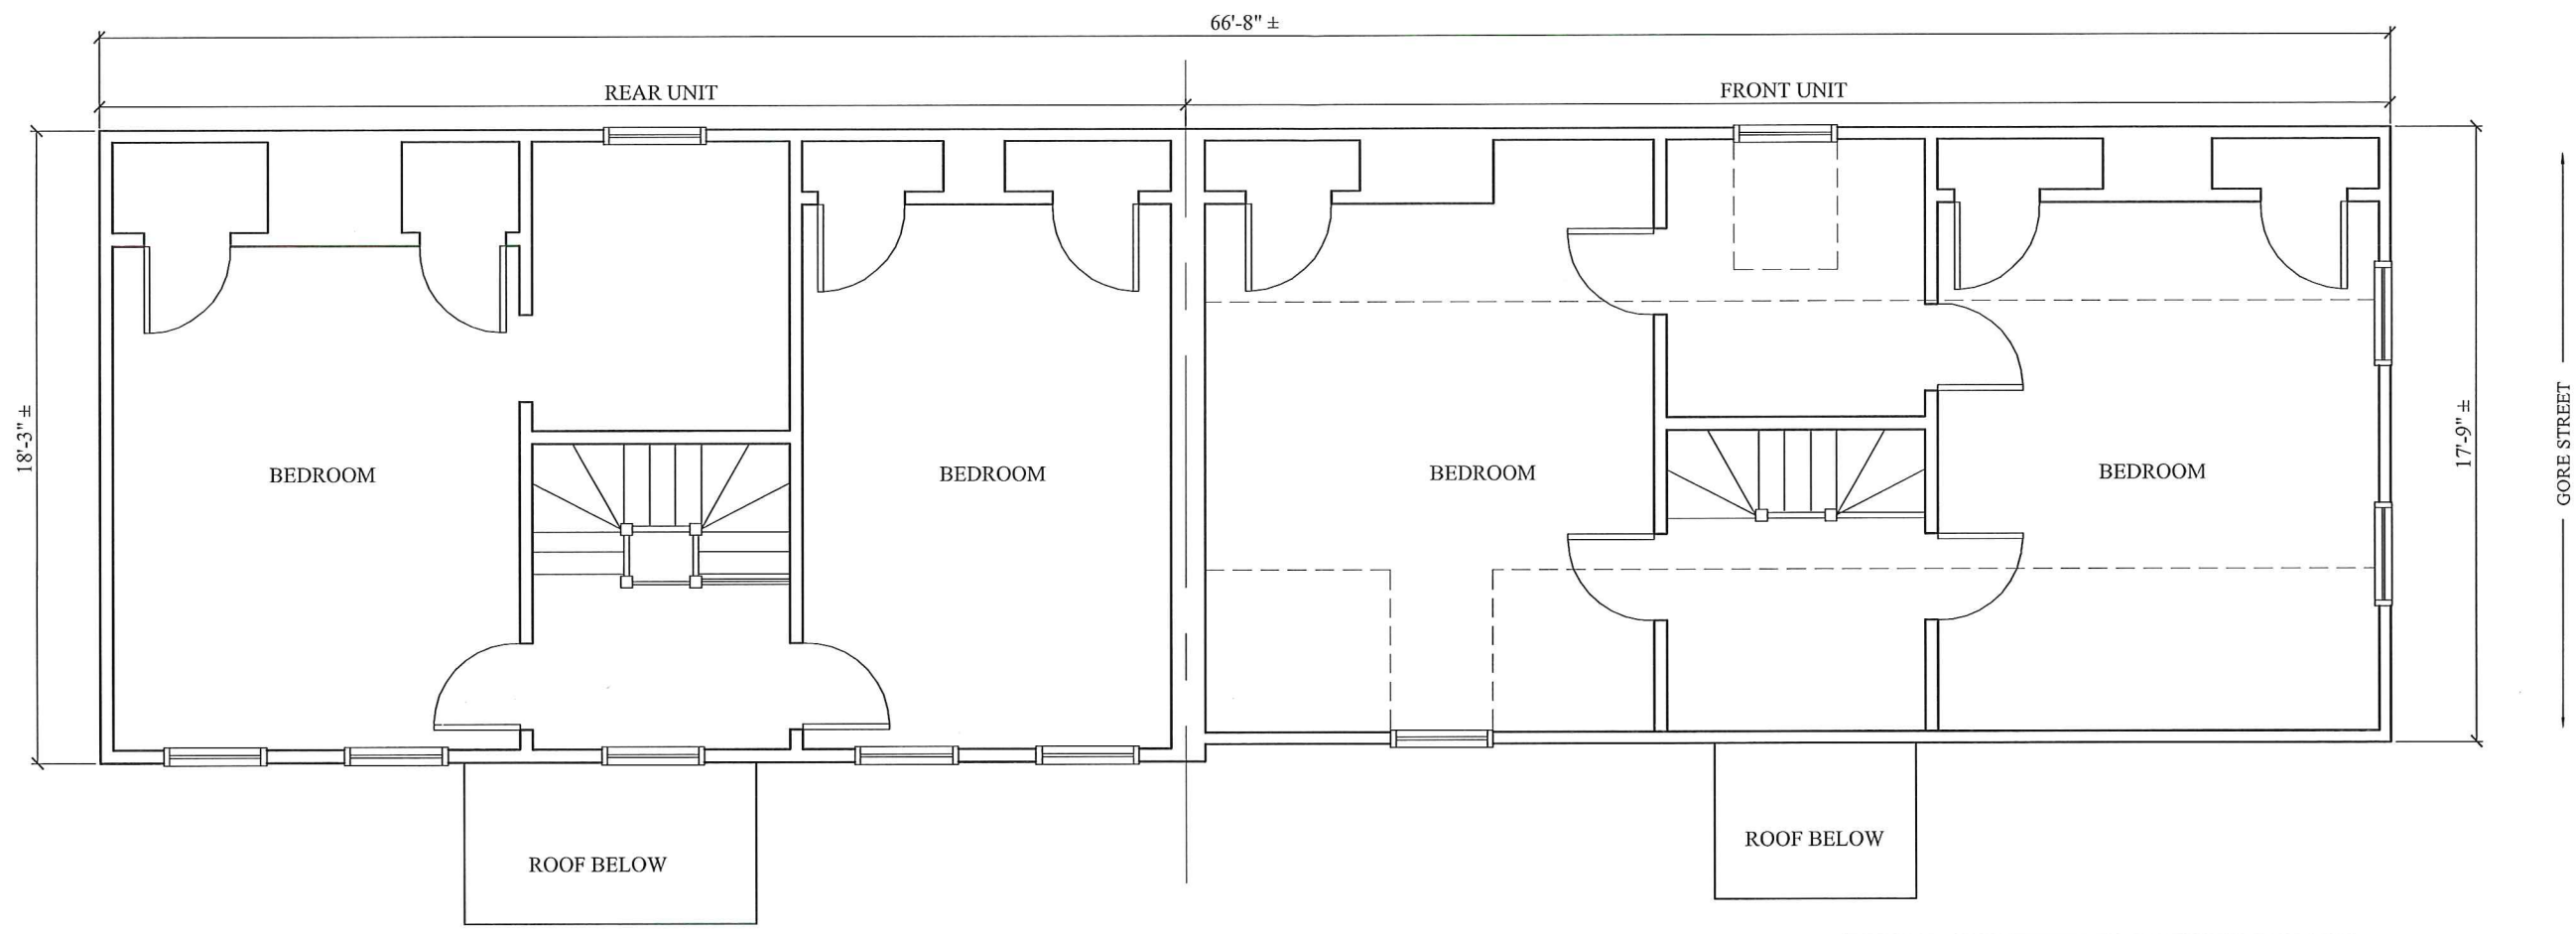 66'-8" ±
REAR UNIT
FRONT UNIT
18'-3" ±
BEDROOM
BEDROOM
BEDROOM
BEDROOM
17'-9" ±
GORE STREET
ROOF BELOW
ROOF BELOW